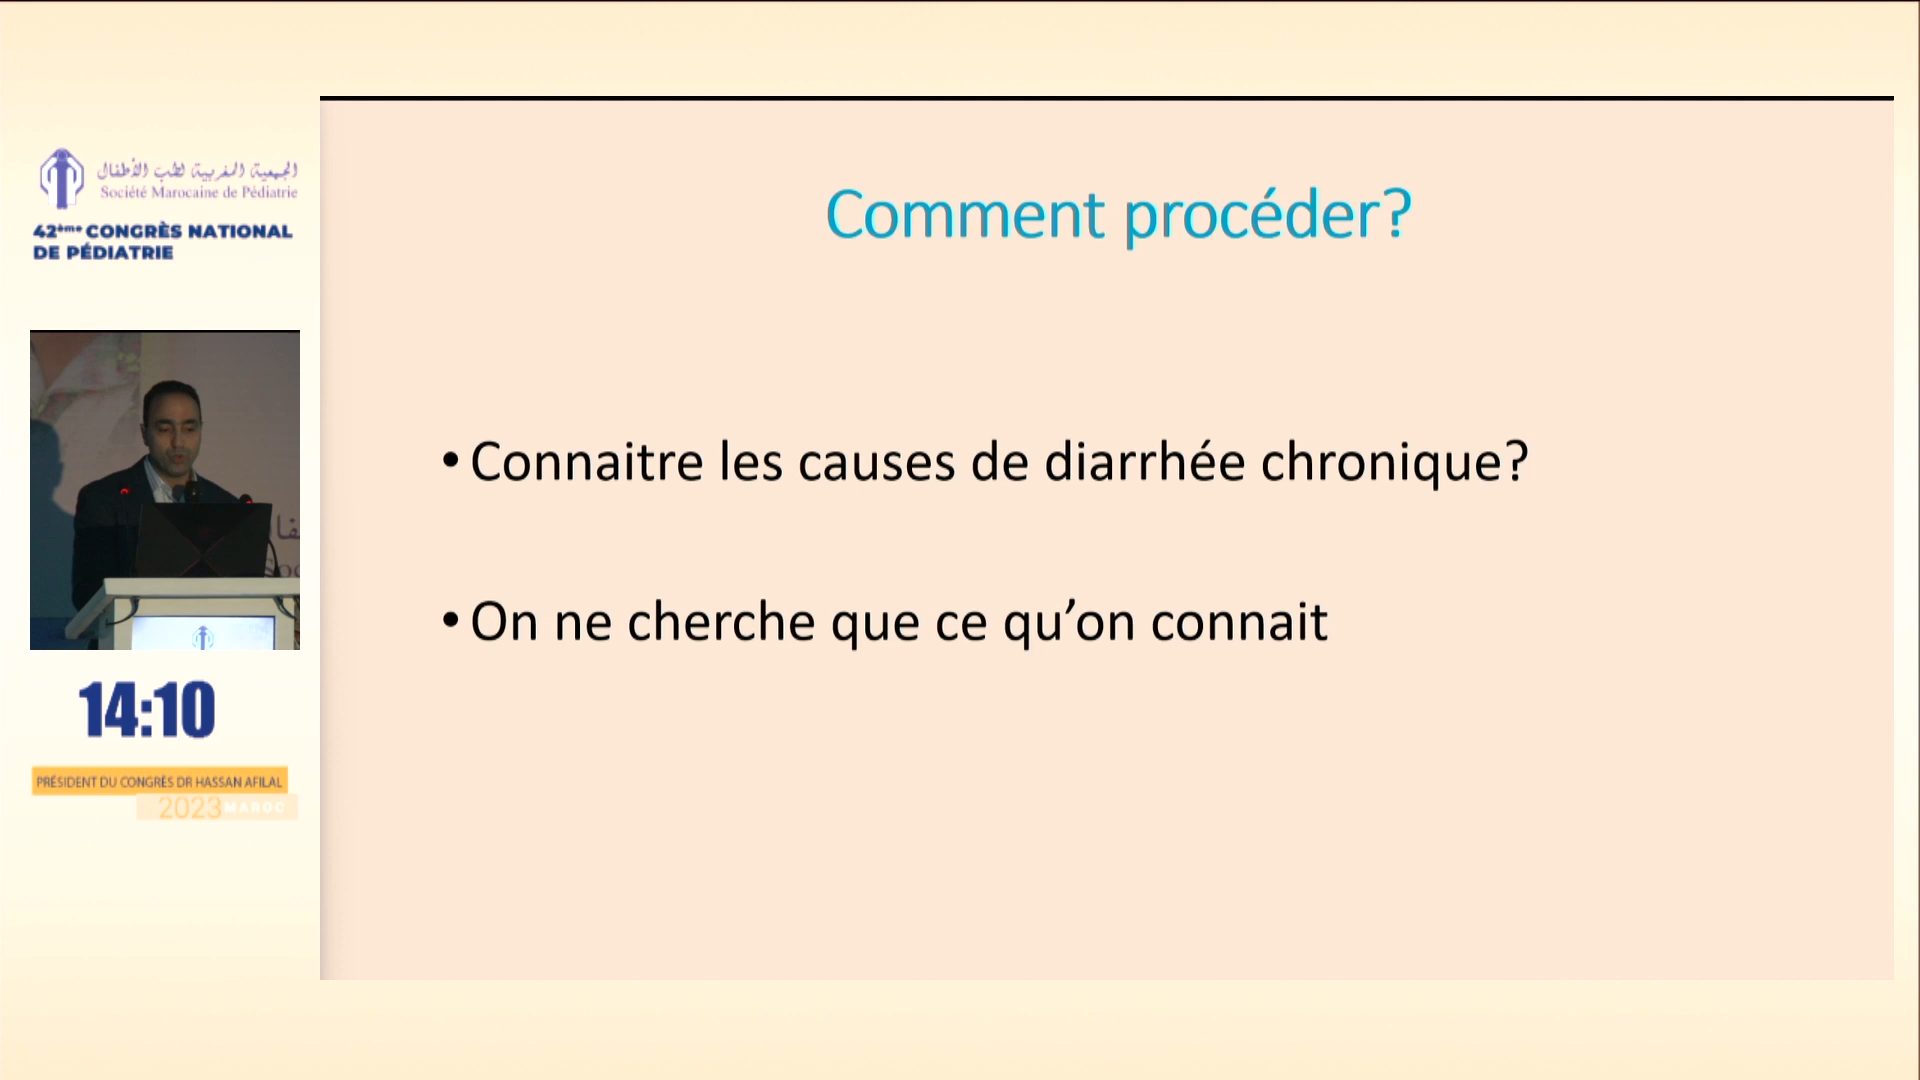 الجمعية المغربية لطب الأطفال
Société Marocaine de Pédiatrie
42ème CONGRÈS NATIONAL
DE PÉDIATRIE
14:10
PRÉSIDENT DU CONGRÈS DR HASSAN AFILAL
2023 MAROC
Comment procéder?
• Connaitre les causes de diarrhée chronique?
• On ne cherche que ce qu’on connait